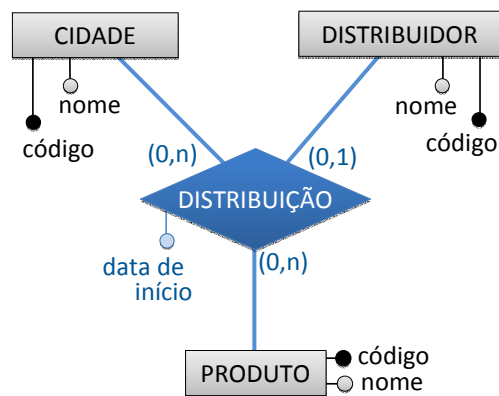 CIDADE
DISTRIBUIDOR
nome
código
nome
código
(0,n)
(0,1)
DISTRIBUIÇÃO
data de
início
(0,n)
PRODUTO
código
nome